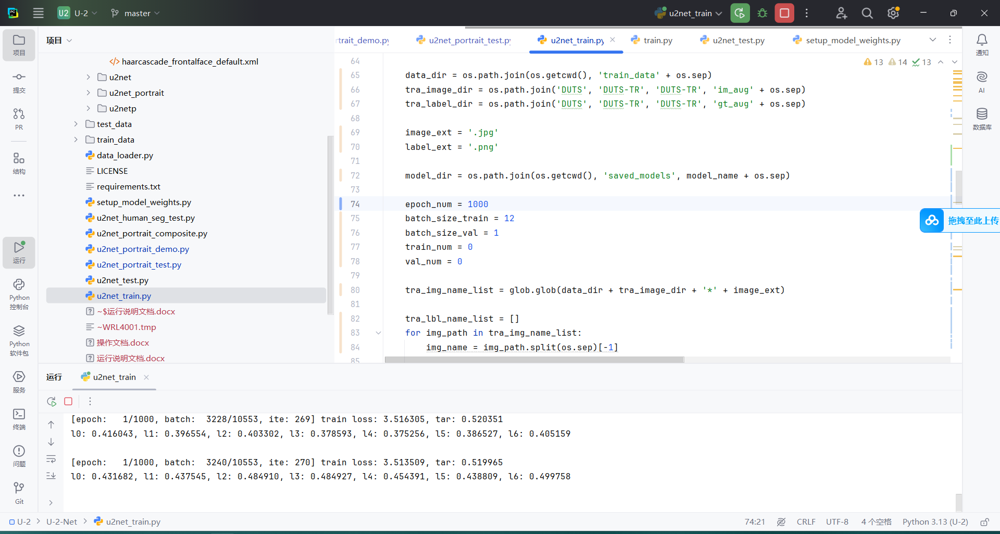 U2 U-2 master u2net_train
项目
rtrait_demo.py u2net_portrait_test.py u2net_train.py train.py u2net_test.py setup_model_weights.py
项目
提交
PR
结构
运行
Python
控制台
Python
软件包
服务
终端
问题
Git
haarcascade_frontalface_default.xml
u2net
u2net_portrait
u2netp
test_data
train_data
data_loader.py
LICENSE
requirements.txt
setup_model_weights.py
u2net_human_seg_test.py
u2net_portrait_composite.py
u2net_portrait_demo.py
u2net_portrait_test.py
u2net_test.py
u2net_train.py
~$运行说明文档.docx
~WRL4001.tmp
操作文档.docx
运行说明文档.docx
13 14 13
64
65 data_dir = os.path.join(os.getcwd(), 'train_data' + os.sep)
66 tra_image_dir = os.path.join('DUTS', 'DUTS-TR', 'DUTS-TR', 'im_aug' + os.sep)
67 tra_label_dir = os.path.join('DUTS', 'DUTS-TR', 'DUTS-TR', 'gt_aug' + os.sep)
68
69 image_ext = '.jpg'
70 label_ext = '.png'
71
72 model_dir = os.path.join(os.getcwd(), 'saved_models', model_name + os.sep)
73
74 epoch_num = 1000
75 batch_size_train = 12
76 batch_size_val = 1
77 train_num = 0
78 val_num = 0
79
80 tra_img_name_list = glob.glob(data_dir + tra_image_dir + '*' + image_ext)
81
82 tra_lbl_name_list = []
83 for img_path in tra_img_name_list:
84 img_name = img_path.split(os.sep)[-1]
85
通知
AI
数据库
拖拽至此上传
运行 u2net_train
[epoch:   1/1000, batch:  3228/10553, ite: 269] train loss: 3.516305, tar: 0.520351
l0: 0.416043, l1: 0.396554, l2: 0.403302, l3: 0.378593, l4: 0.375256, l5: 0.386527, l6: 0.405159
[epoch:   1/1000, batch:  3240/10553, ite: 270] train loss: 3.513509, tar: 0.519965
l0: 0.431682, l1: 0.437545, l2: 0.484910, l3: 0.484927, l4: 0.454391, l5: 0.438809, l6: 0.499758
U-2 U-2-Net u2net_train.py
74:21 CRLF UTF-8 4 个空格 Python 3.13 (U-2)